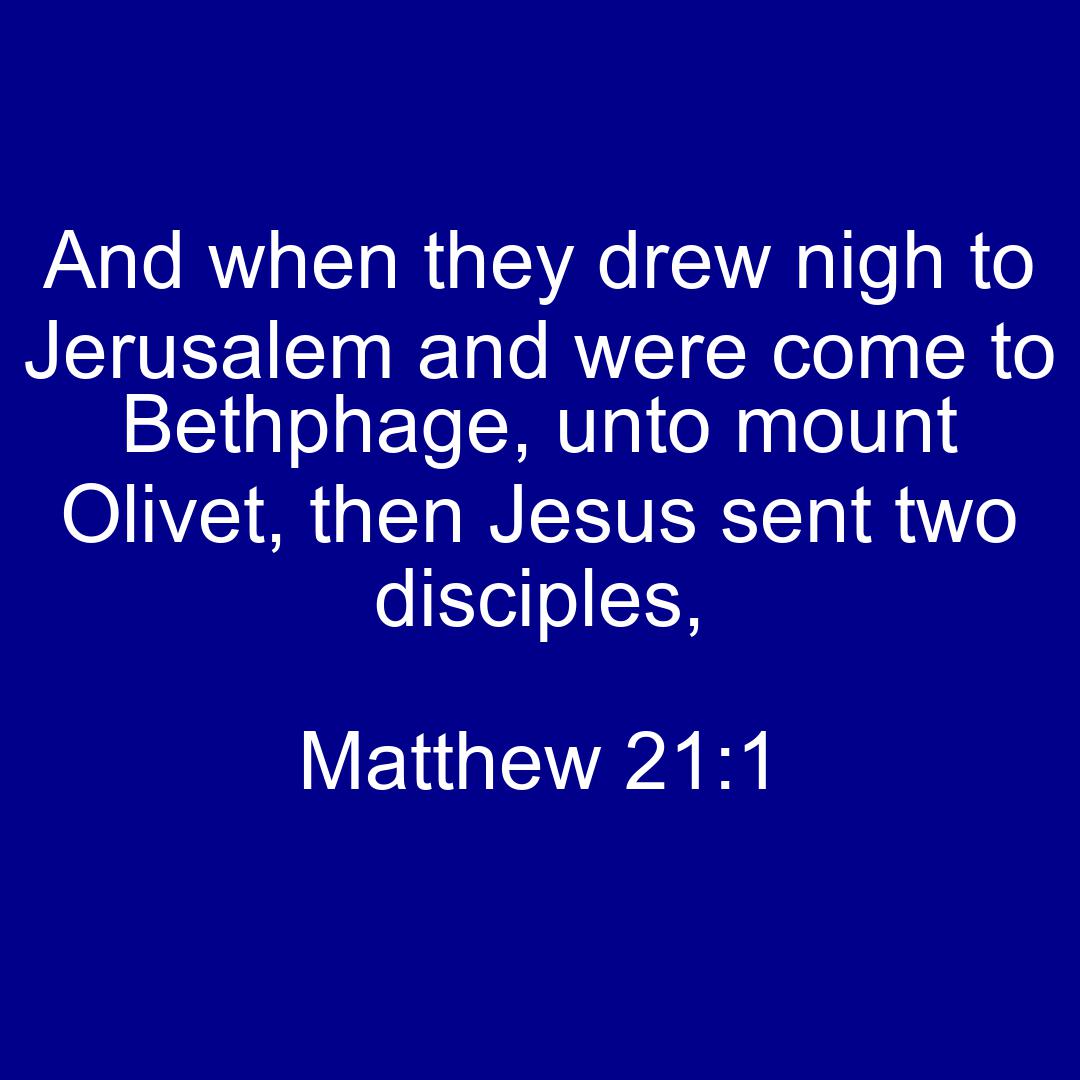 And when they drew nigh to
Jerusalem and were come to
Bethphage, unto mount
Olivet, then Jesus sent two
disciples,
Matthew 21:1